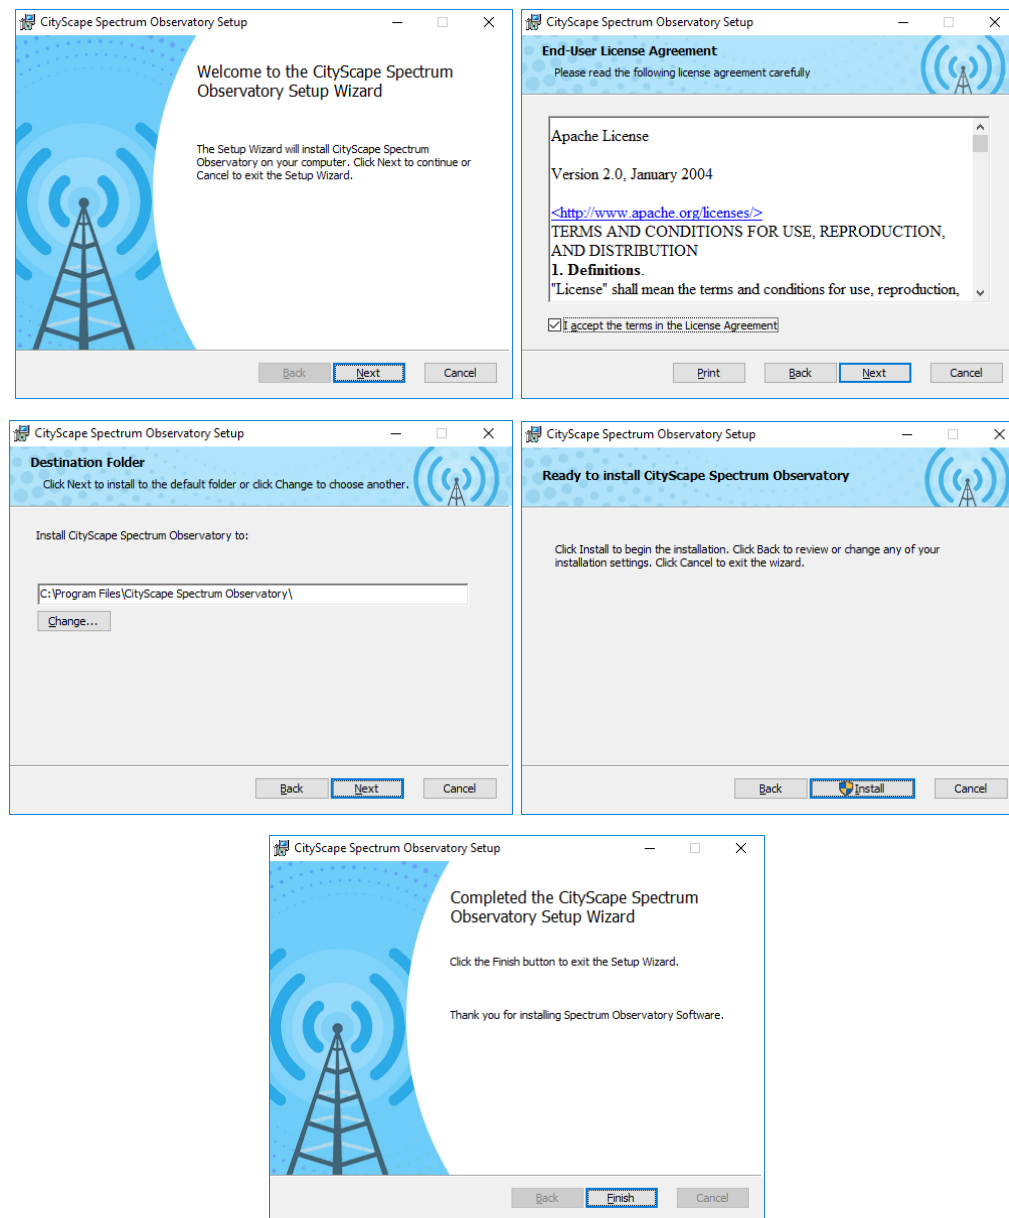 CityScape Spectrum Observatory Setup
Welcome to the CityScape Spectrum
Observatory Setup Wizard
The Setup Wizard will install CityScape Spectrum
Observatory on your computer. Click Next to continue or
Cancel to exit the Setup Wizard.
Back Next Cancel
CityScape Spectrum Observatory Setup
End-User License Agreement
Please read the following license agreement carefully
Apache License
Version 2.0, January 2004
<http://www.apache.org/licenses/>
TERMS AND CONDITIONS FOR USE, REPRODUCTION,
AND DISTRIBUTION
1. Definitions.
"License" shall mean the terms and conditions for use, reproduction,
I accept the terms in the License Agreement
Print Back Next Cancel
CityScape Spectrum Observatory Setup
Destination Folder
Click Next to install to the default folder or click Change to choose another.
Install CityScape Spectrum Observatory to:
C:\Program Files\CityScape Spectrum Observatory\
Change...
Back Next Cancel
CityScape Spectrum Observatory Setup
Ready to install CityScape Spectrum Observatory
Click Install to begin the installation. Click Back to review or change any of your
installation settings. Click Cancel to exit the wizard.
Back Install Cancel
CityScape Spectrum Observatory Setup
Completed the CityScape Spectrum
Observatory Setup Wizard
Click the Finish button to exit the Setup Wizard.
Thank you for installing Spectrum Observatory Software.
Back Finish Cancel